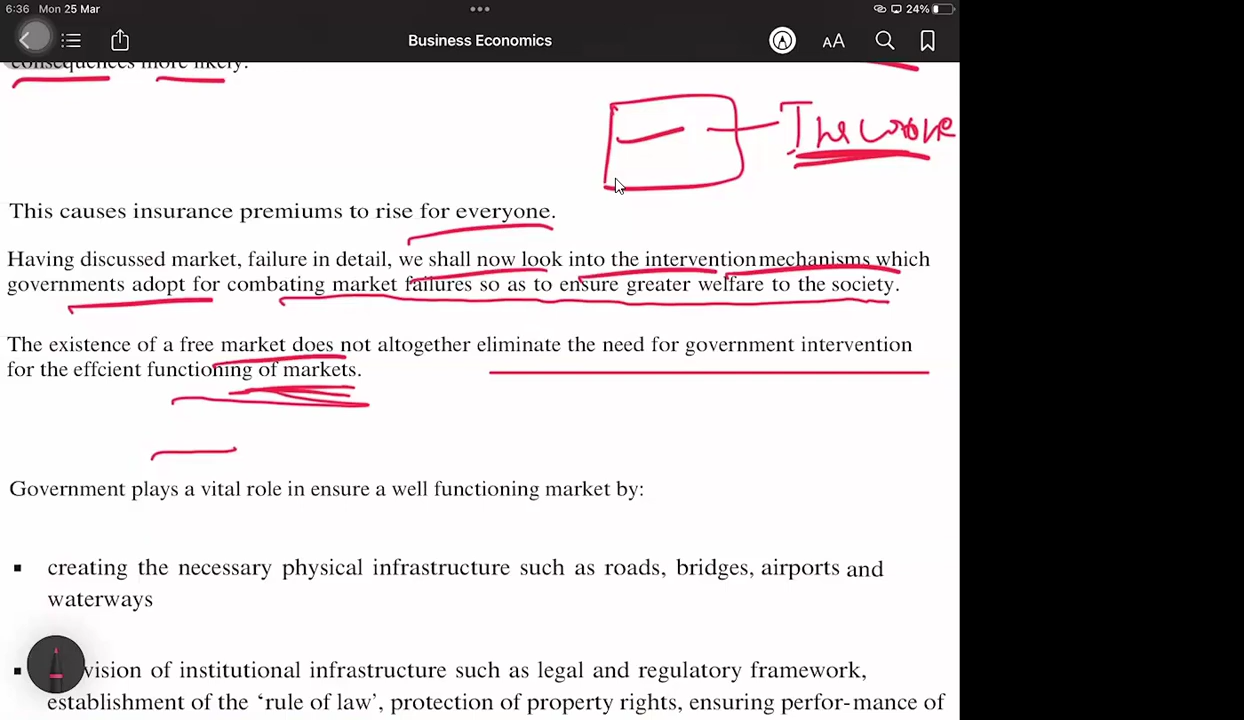 6:36 Mon 25 Mar
24%
Business Economics
AA
consequences more likely.
This causes insurance premiums to rise for everyone.
Having discussed market, failure in detail, we shall now look into the intervention mechanisms which
governments adopt for combating market failures so as to ensure greater welfare to the society.
The existence of a free market does not altogether eliminate the need for government intervention
for the effcient functioning of markets.
Government plays a vital role in ensure a well functioning market by:
▪ creating the necessary physical infrastructure such as roads, bridges, airports and
waterways
▪ vision of institutional infrastructure such as legal and regulatory framework,
establishment of the ‘rule of law’, protection of property rights, ensuring perfor-mance of